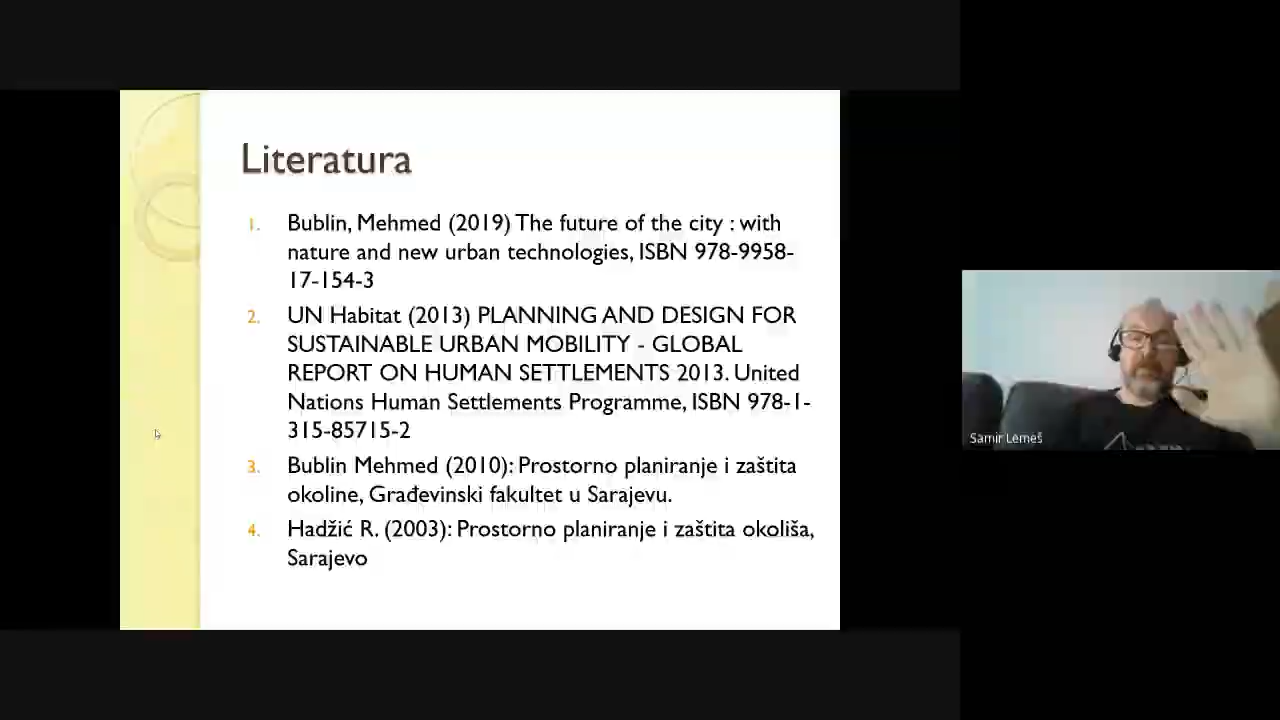 Literatura
1. Bublin, Mehmed (2019) The future of the city : with
nature and new urban technologies, ISBN 978-9958-
17-154-3
2. UN Habitat (2013) PLANNING AND DESIGN FOR
SUSTAINABLE URBAN MOBILITY - GLOBAL
REPORT ON HUMAN SETTLEMENTS 2013. United
Nations Human Settlements Programme, ISBN 978-1-
315-85715-2
3. Bublin Mehmed (2010): Prostorno planiranje i zaštita
okoline, Građevinski fakultet u Sarajevu.
4. Hadžić R. (2003): Prostorno planiranje i zaštita okoliša,
Sarajevo
Samir Lemeš